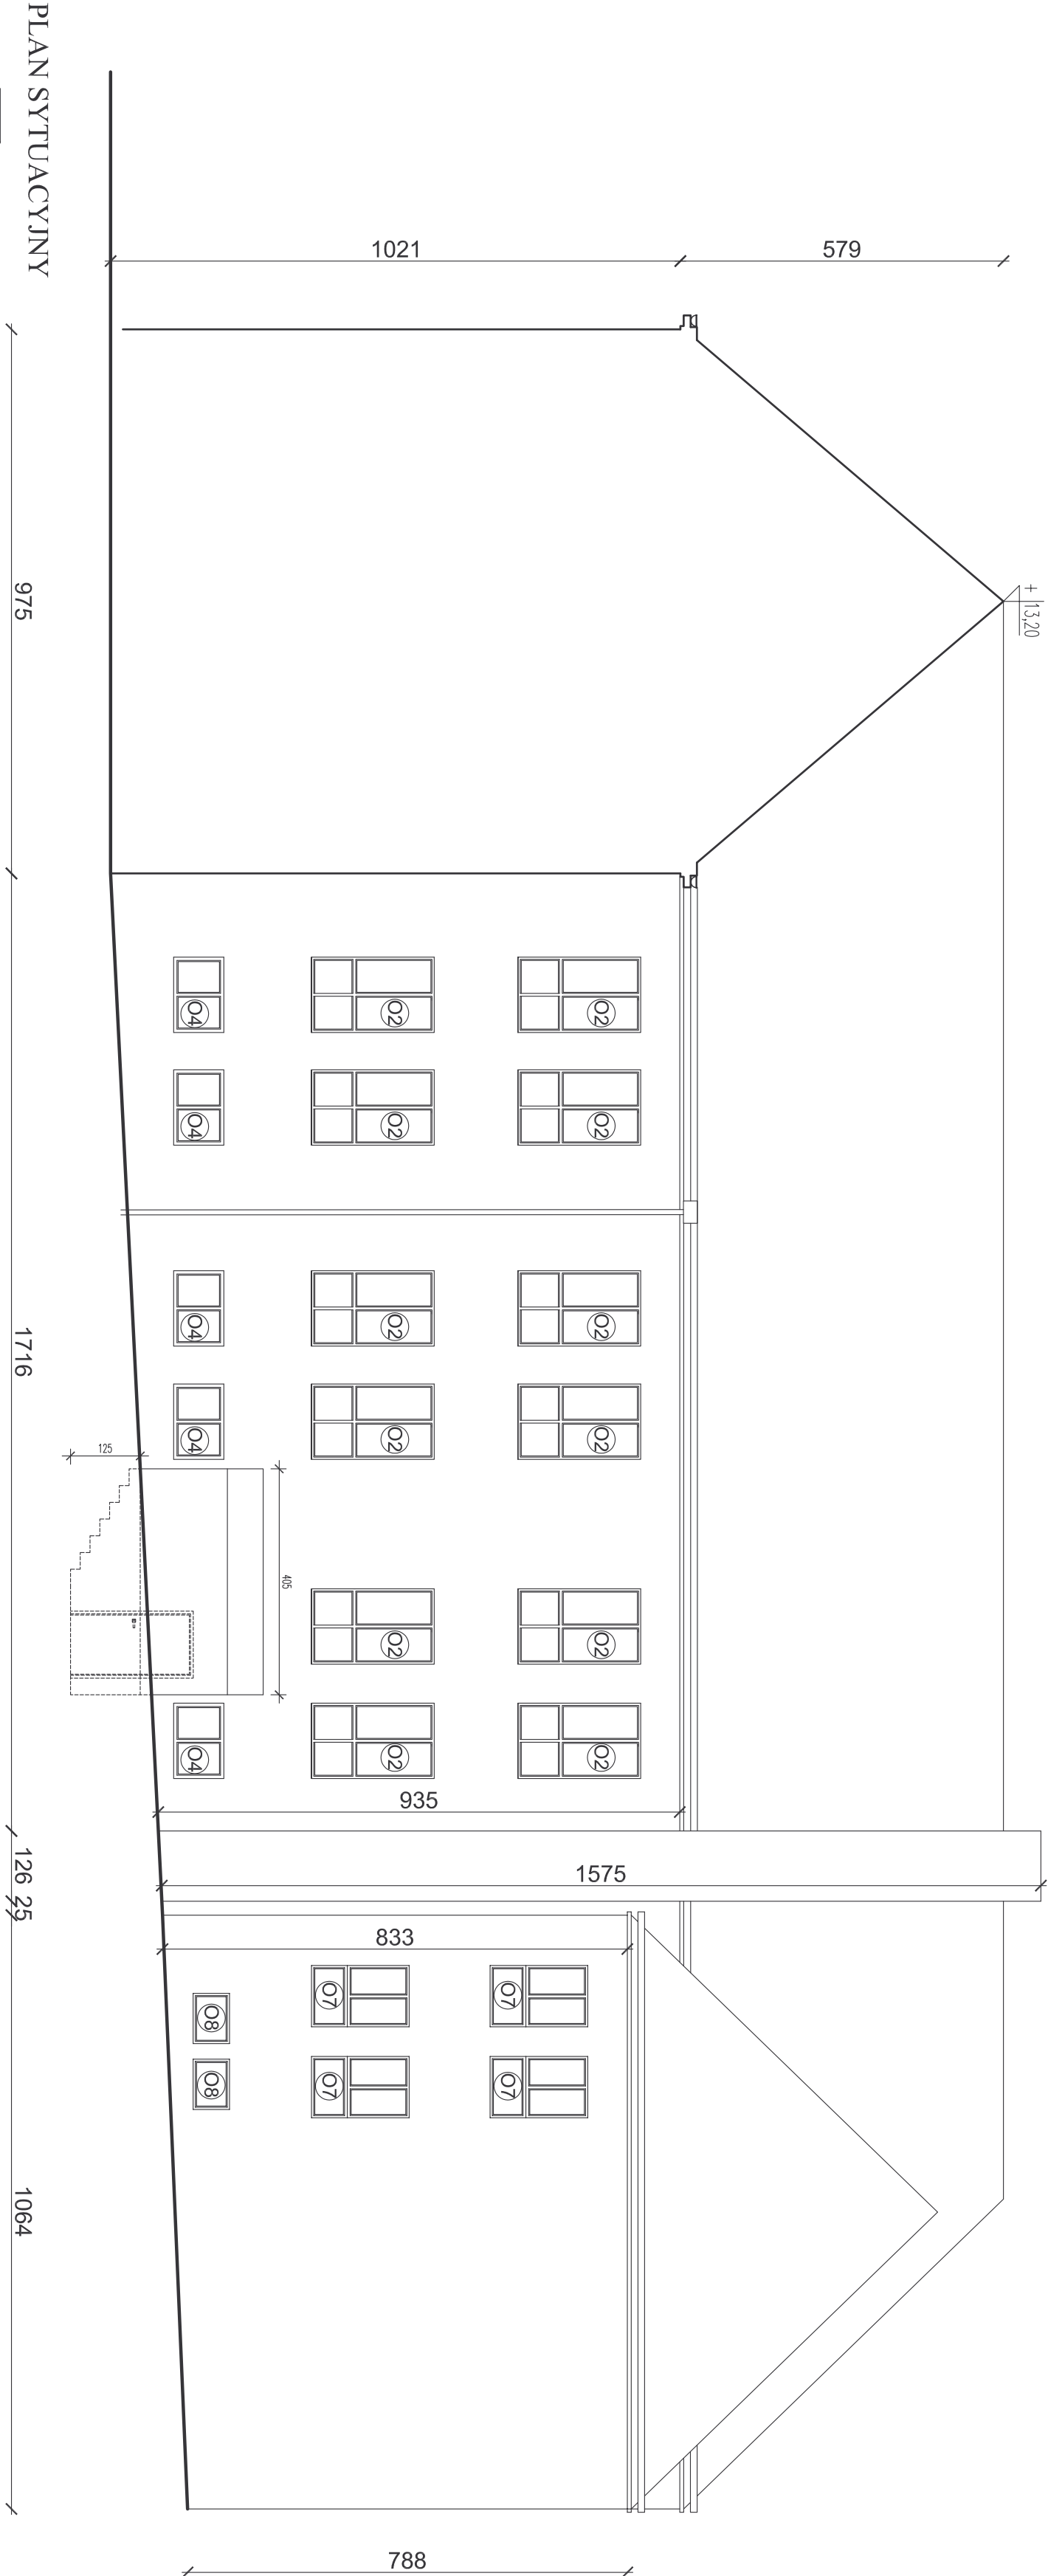 PLAN SYTUACYJNY
+ 13,20
579
1021
O2 O2 O2 O2 O2 O2
O2 O2 O2 O2 O2 O2
O4 O4 O4 O4 O4
405
125
935
1575
833
O7 O7
O7 O7
O8 O8
788
975 1716 126 25 1064